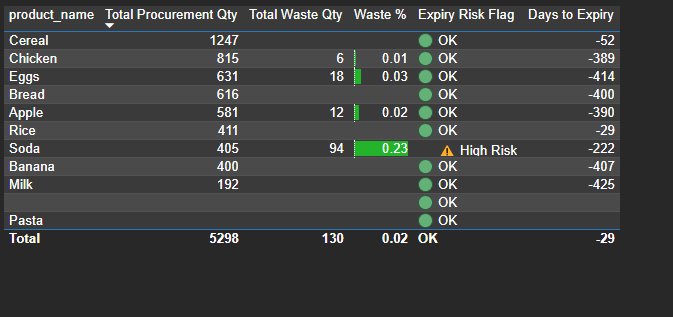 product_name Total Procurement Qty Total Waste Qty Waste % Expiry Risk Flag Days to Expiry
Cereal 1247 OK -52
Chicken 815 6 0.01 OK -389
Eggs 631 18 0.03 OK -414
Bread 616 OK -400
Apple 581 12 0.02 OK -390
Rice 411 OK -29
Soda 405 94 0.23 High Risk -222
Banana 400 OK -407
Milk 192 OK -425
OK
Pasta OK
Total 5298 130 0.02 OK -29